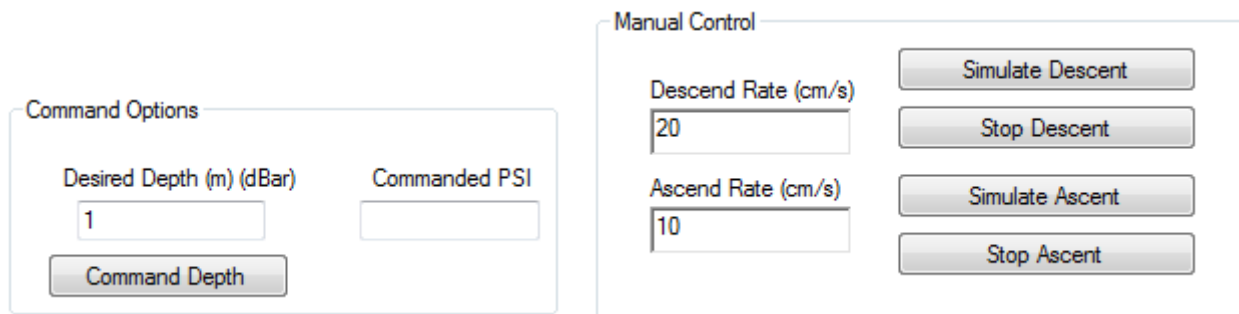 Command Options
Desired Depth (m) (dBar)
Commanded PSI
1
Command Depth
Manual Control
Descend Rate (cm/s)
20
Simulate Descent
Stop Descent
Ascend Rate (cm/s)
10
Simulate Ascent
Stop Ascent